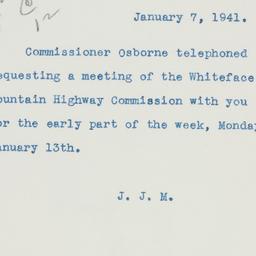 January 7, 1941.
Commissioner Osborne telephoned
equesting a meeting of the Whiteface
ountain Highway Commission with you
or the early part of the week, Monday
anuary 13th.
J. J. M.